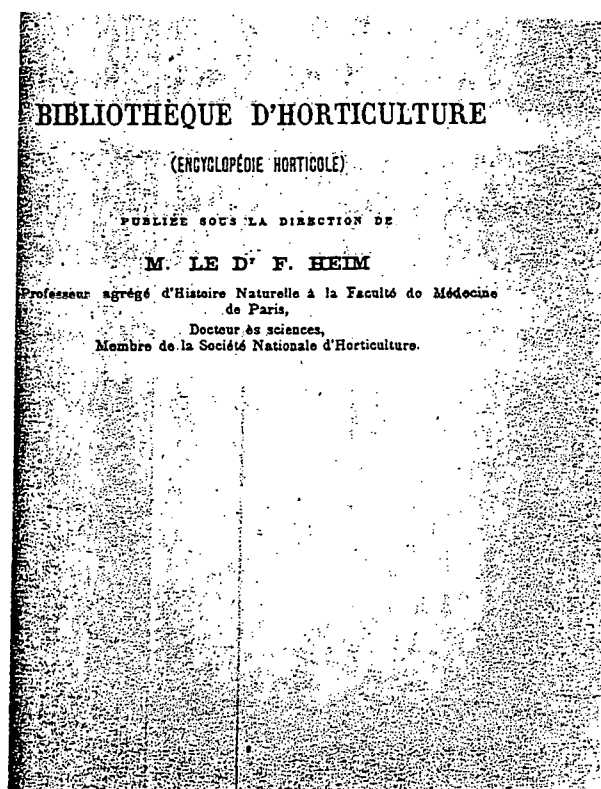 BIBLIOTHÈQUE D'HORTICULTURE
(ENCYCLOPÉDIE HORTICOLE)
PUBLIÉE SOUS LA DIRECTION DE
M. LE Dr F. HEIM
Professeur agrégé d'Histoire Naturelle à la Faculté de Médecine
de Paris,
Docteur ès sciences,
Membre de la Société Nationale d'Horticulture.